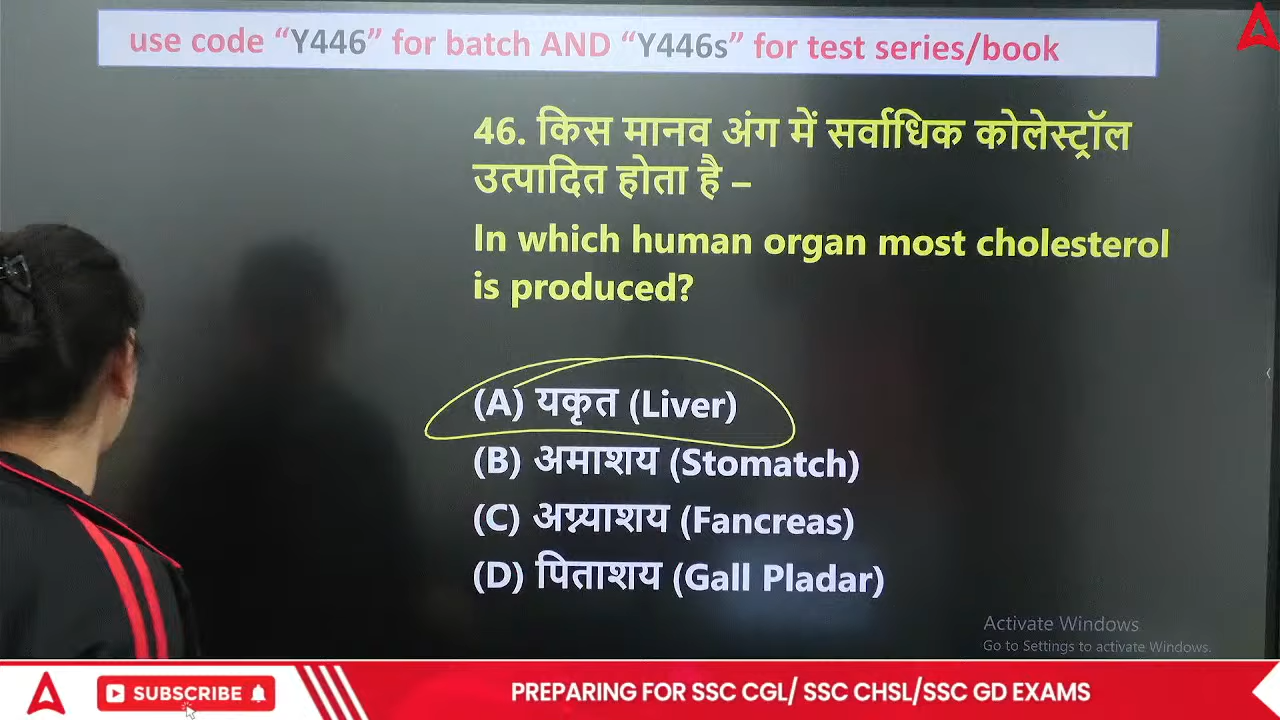 use code “Y446” for batch AND “Y446s” for test series/book
46. किस मानव अंग में सर्वाधिक कोलेस्ट्रॉल
उत्पादित होता है –
In which human organ most cholesterol
is produced?
(A) यकृत (Liver)
(B) अमाशय (Stomatch)
(C) अग्न्याशय (Fancreas)
(D) पिताशय (Gall Pladar)
Activate Windows
Go to Settings to activate Windows.
SUBSCRIBE
PREPARING FOR SSC CGL/ SSC CHSL/SSC GD EXAMS